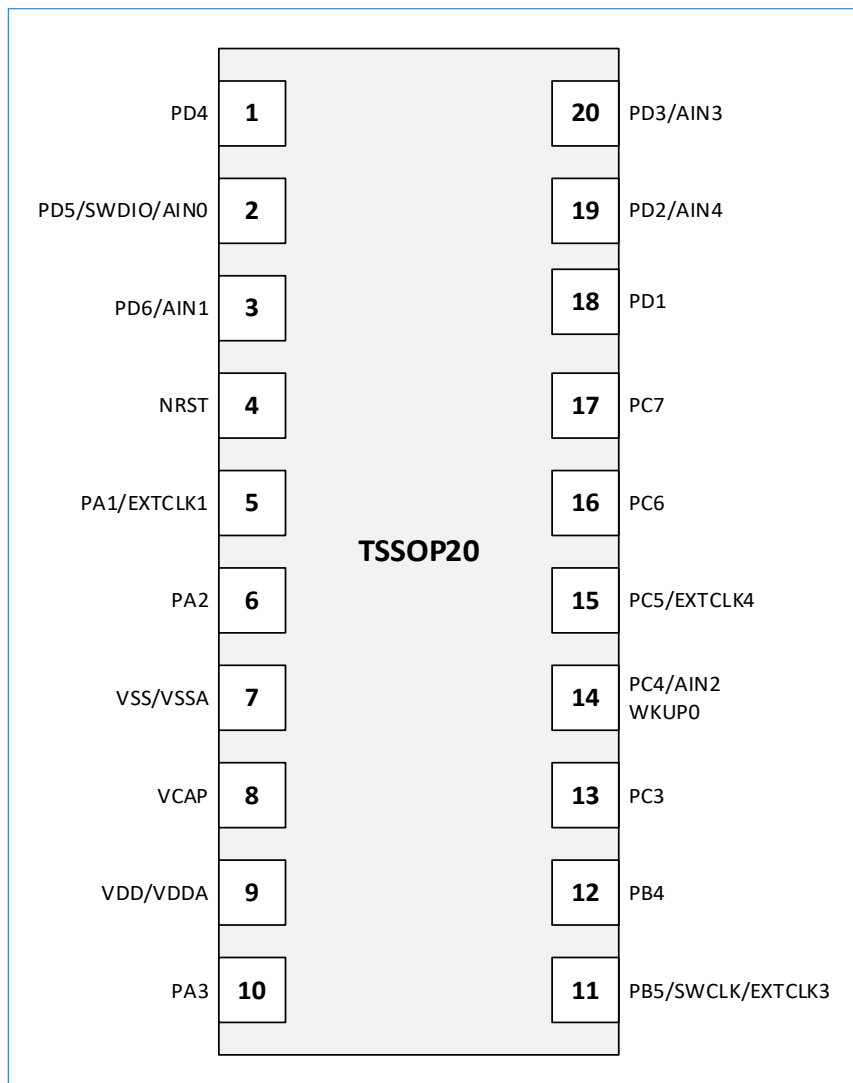 PD4 1
20 PD3/AIN3
PD5/SWDIO/AIN0 2
19 PD2/AIN4
PD6/AIN1 3
18 PD1
NRST 4
17 PC7
PA1/EXTCLK1 5
16 PC6
TSSOP20
PA2 6
15 PC5/EXTCLK4
VSS/VSSA 7
14 PC4/AIN2
WKUP0
VCAP 8
13 PC3
VDD/VDDA 9
12 PB4
PA3 10
11 PB5/SWCLK/EXTCLK3